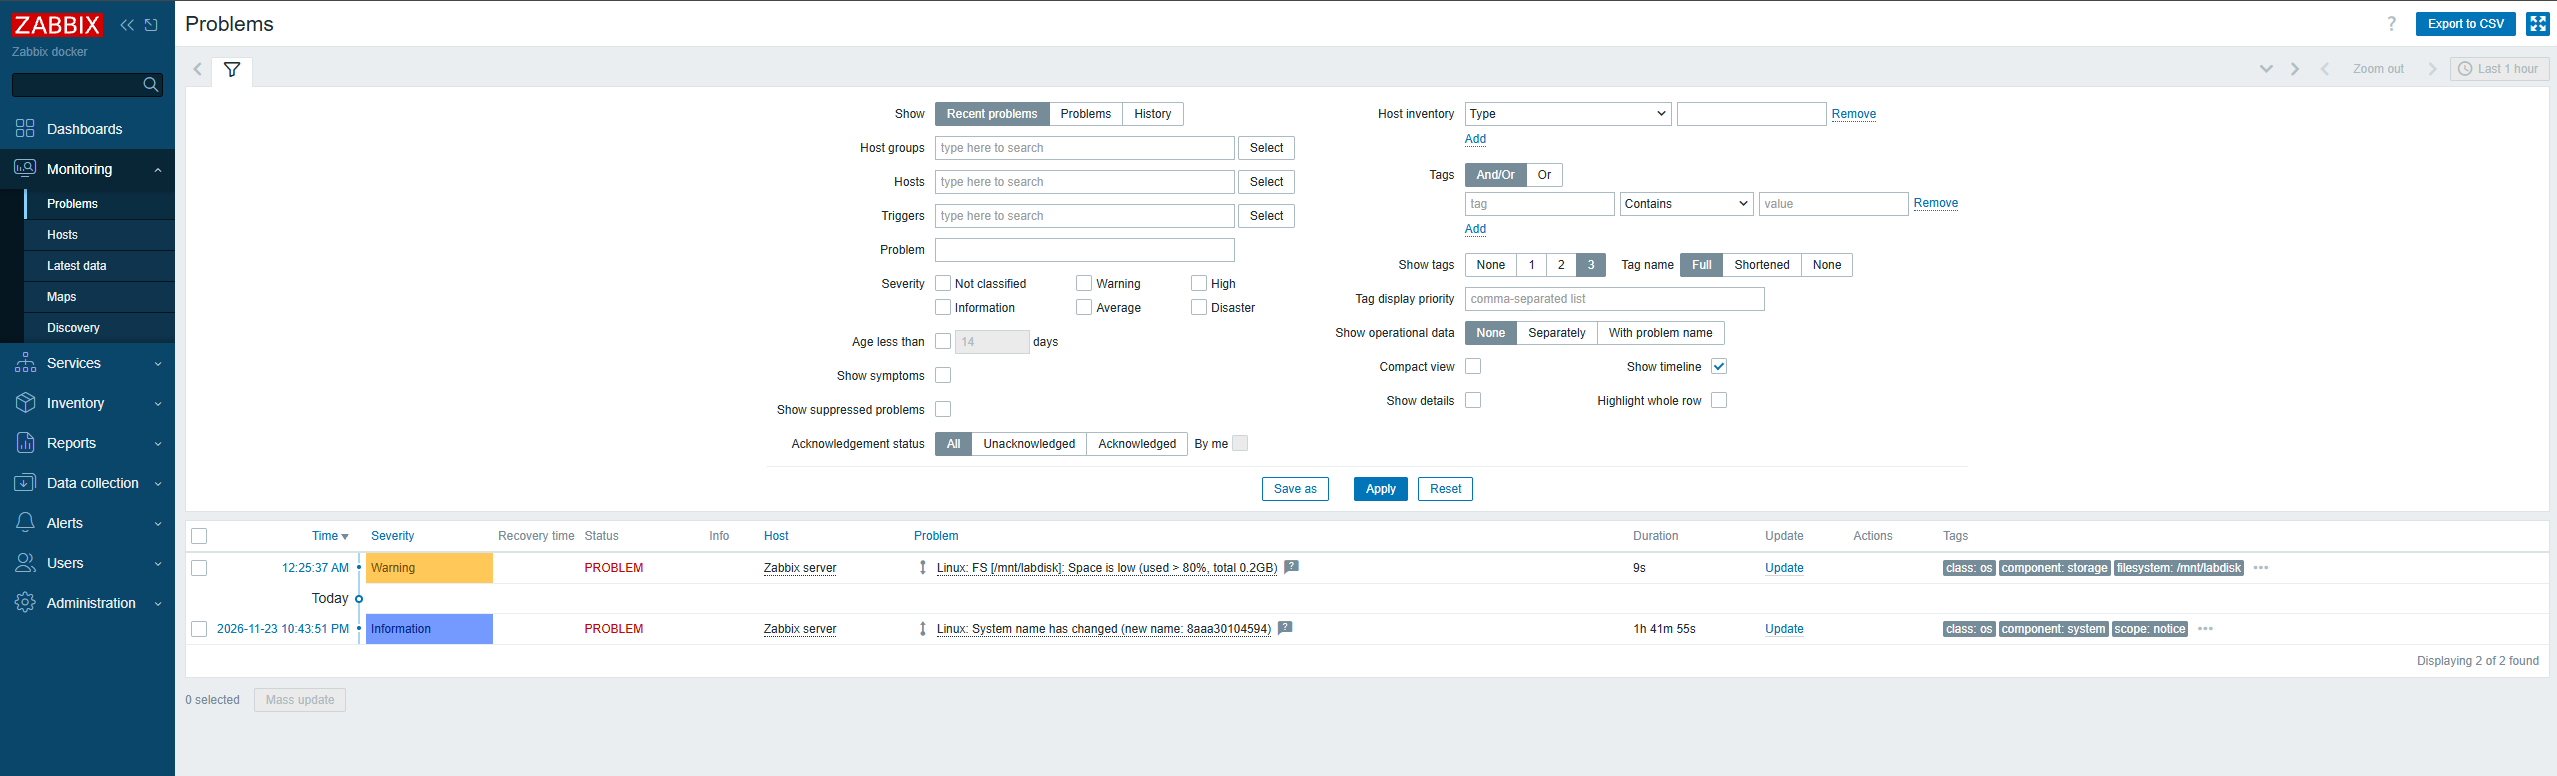 ZABBIX
Zabbix docker
Dashboards
Monitoring
Problems
Hosts
Latest data
Maps
Discovery
Services
Inventory
Reports
Data collection
Alerts
Users
Administration
Problems
? Export to CSV
Zoom out Last 1 hour
Show Recent problems Problems History
Host groups type here to search Select
Hosts type here to search Select
Triggers type here to search Select
Problem
Severity Not classified Warning High
Information Average Disaster
Age less than 14 days
Show symptoms
Show suppressed problems
Acknowledgement status All Unacknowledged Acknowledged By me
Host inventory Type Remove
Add
Tags And/Or Or
tag Contains value Remove
Add
Show tags None 1 2 3 Tag name Full Shortened None
Tag display priority comma-separated list
Show operational data None Separately With problem name
Compact view Show timeline
Show details Highlight whole row
Save as Apply Reset
Time Severity Recovery time Status Info Host Problem Duration Update Actions Tags
12:25:37 AM Warning PROBLEM Zabbix server Linux: FS [/mnt/labdisk]: Space is low (used > 80%, total 0.2GB) ? 9s Update class: os component: storage filesystem: /mnt/labdisk •••
Today
2026-11-23 10:43:51 PM Information PROBLEM Zabbix server Linux: System name has changed (new name: 8aaa30104594) ? 1h 41m 55s Update class: os component: system scope: notice •••
Displaying 2 of 2 found
0 selected Mass update